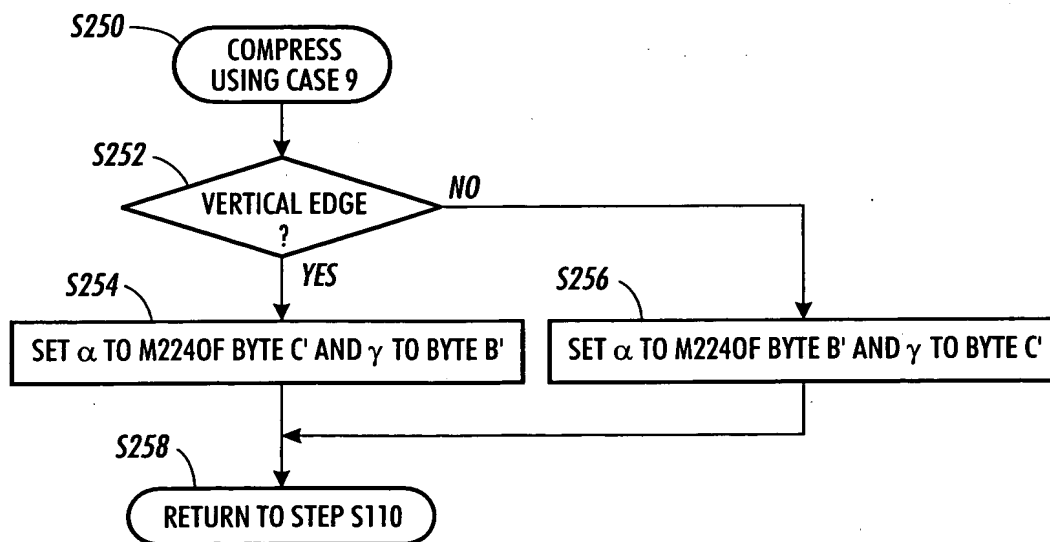 S250
COMPRESS
USING CASE 9
S252
VERTICAL EDGE
?
NO
YES
S254
SET α TO M224OF BYTE C' AND γ TO BYTE B'
S256
SET α TO M224OF BYTE B' AND γ TO BYTE C'
S258
RETURN TO STEP S110